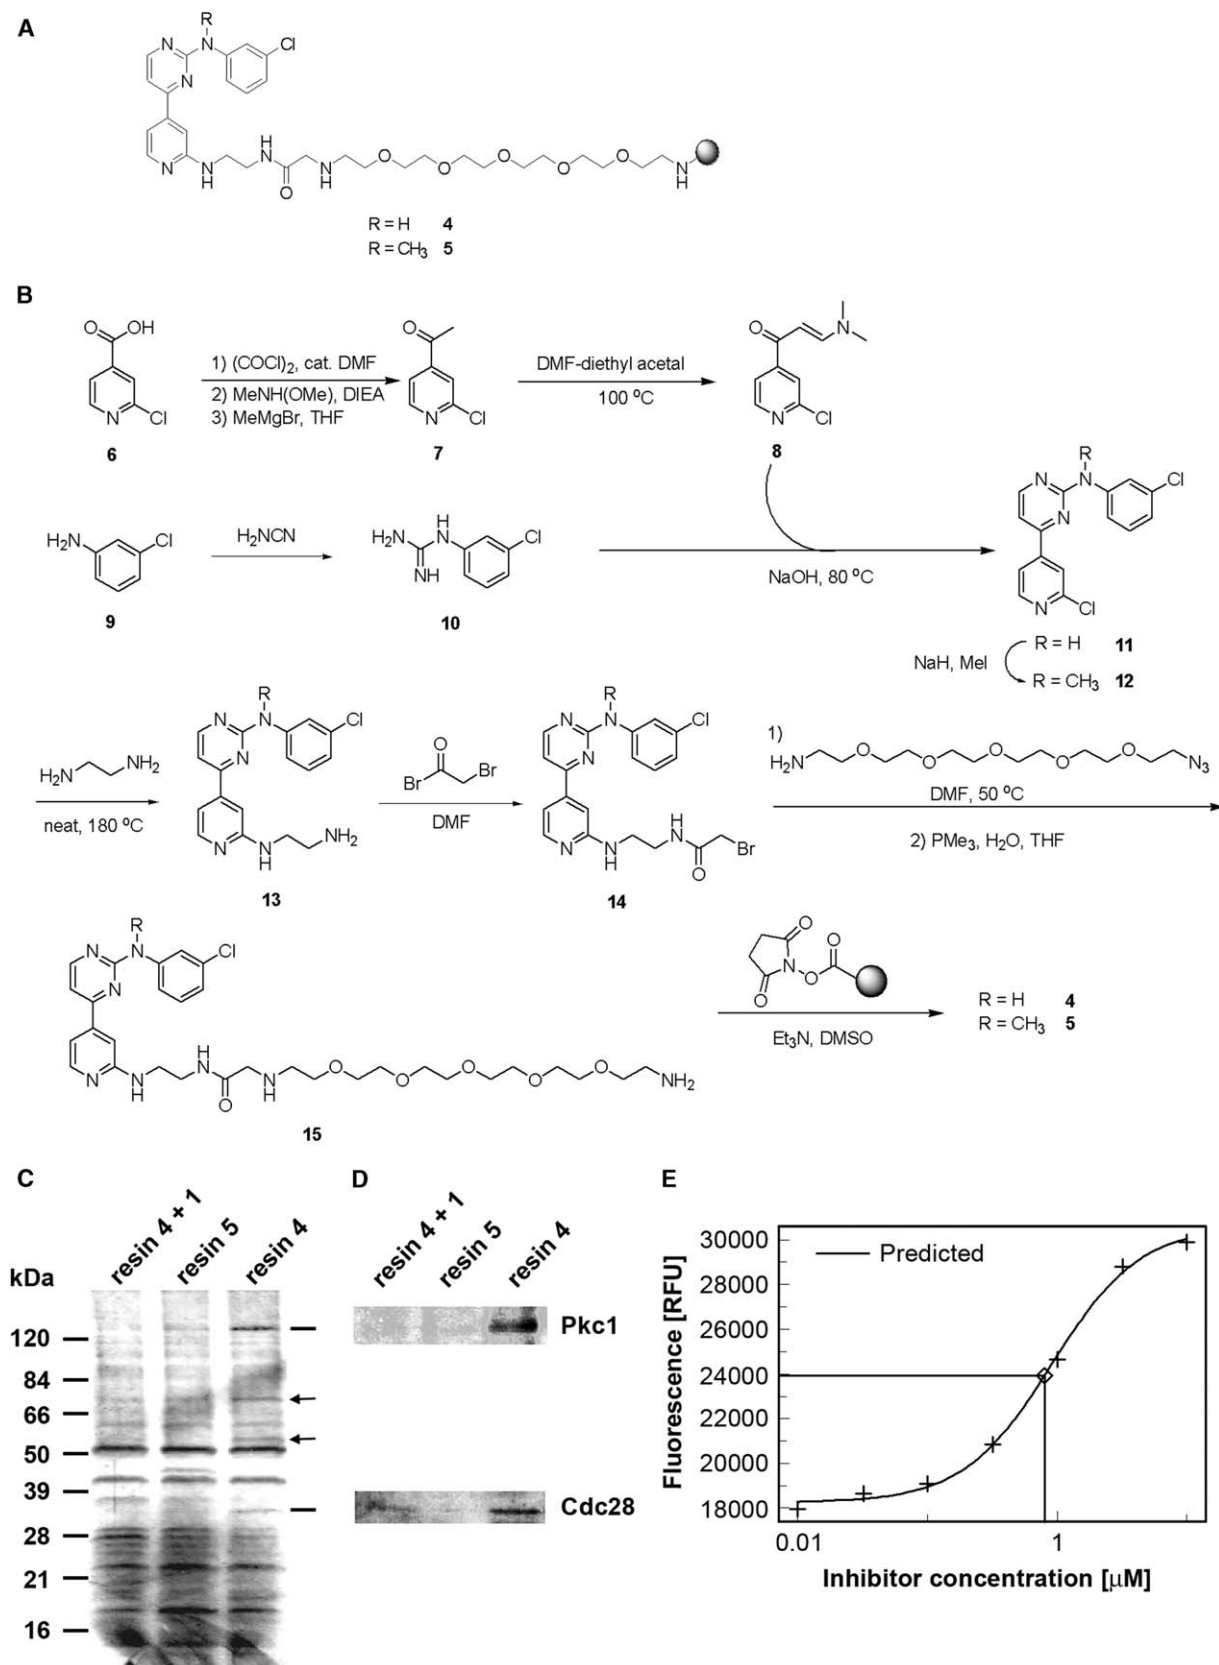 A
R
N
N
Cl
N
N
N
H
H
N
O
N
H
O
O
O
O
O
N
H
R = H 4
R = CH3 5
B
O
OH
N
Cl
6
1) (COCl)2, cat. DMF
2) MeNH(OMe), DIEA
3) MeMgBr, THF
O
N
Cl
7
DMF-diethyl acetal
100 °C
O
N
N
Cl
8
H2N
Cl
9
H2NCN
H2N
H
N
Cl
NH
10
NaOH, 80 °C
R
N
N
Cl
N
N
Cl
R = H 11
NaH, MeI
R = CH3 12
H2N
NH2
neat, 180 °C
R
N
N
Cl
N
N
N
H
NH2
13
O
Br
Br
DMF
R
N
N
Cl
N
N
N
H
H
N
O
Br
14
1)
H2N
O
O
O
O
O
N3
DMF, 50 °C
2) PMe3, H2O, THF
R
N
N
Cl
N
N
N
H
H
N
O
N
H
O
O
O
O
O
NH2
15
O
N
O
O
O
Et3N, DMSO
R = H 4
R = CH3 5
C
resin 4 + 1
resin 5
resin 4
kDa
120
84
66
50
39
28
21
16
D
resin 4 + 1
resin 5
resin 4
Pkc1
Cdc28
E
Predicted
Fluorescence [RFU]
30000
28000
26000
24000
22000
20000
18000
0.01
1
Inhibitor concentration [µM]